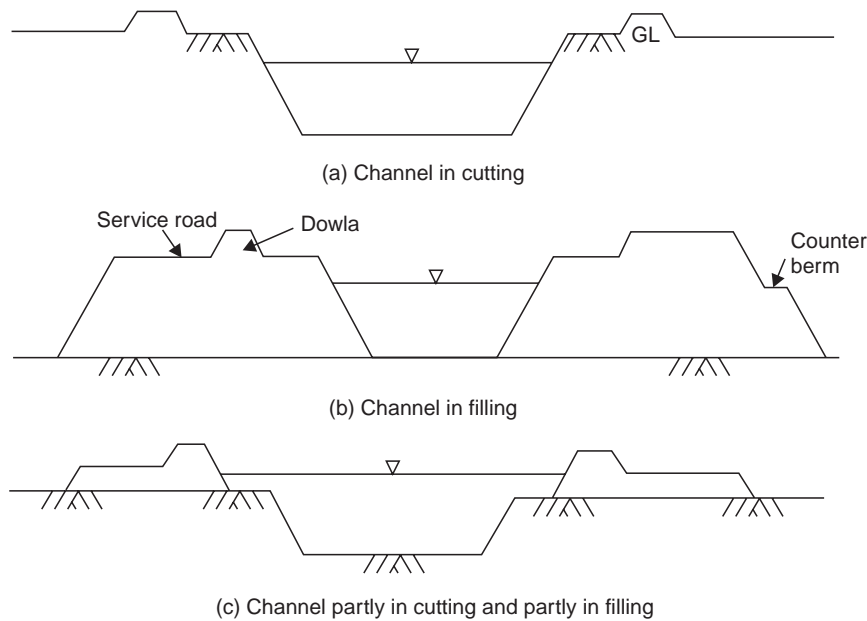 GL
(a) Channel in cutting
Service road
Dowla
Counter
berm
(b) Channel in filling
(c) Channel partly in cutting and partly in filling